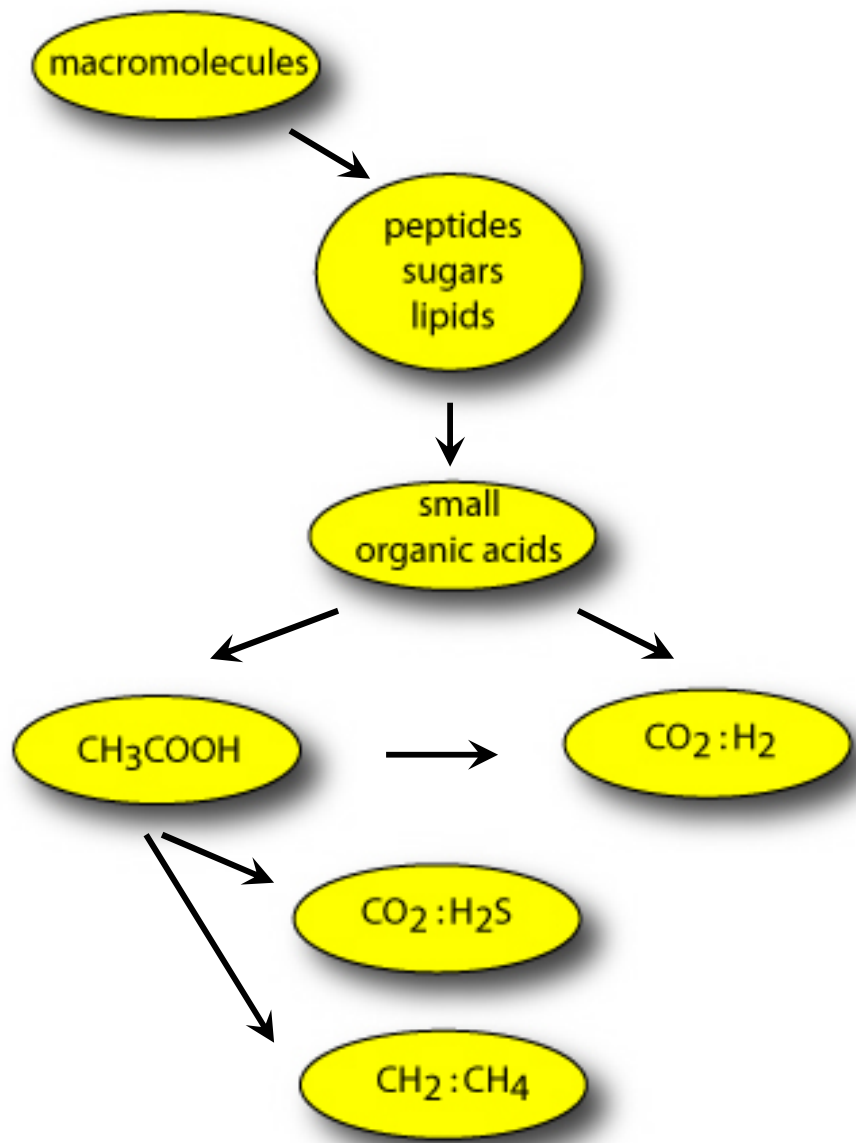 macromolecules
peptides
sugars
lipids
small
organic acids
CH₃COOH
CO₂:H₂
CO₂:H₂S
CH₂:CH₄